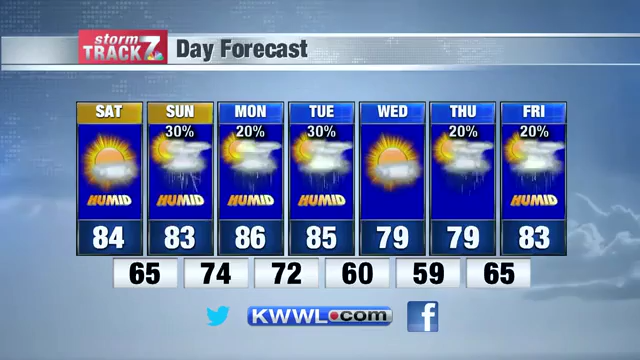 storm
TRACK 7 Day Forecast
SAT SUN MON TUE WED THU FRI
30% 20% 30% 20% 20%
HUMID HUMID HUMID HUMID HUMID
84 83 86 85 79 79 83
65 74 72 60 59 65
KWWL.com f